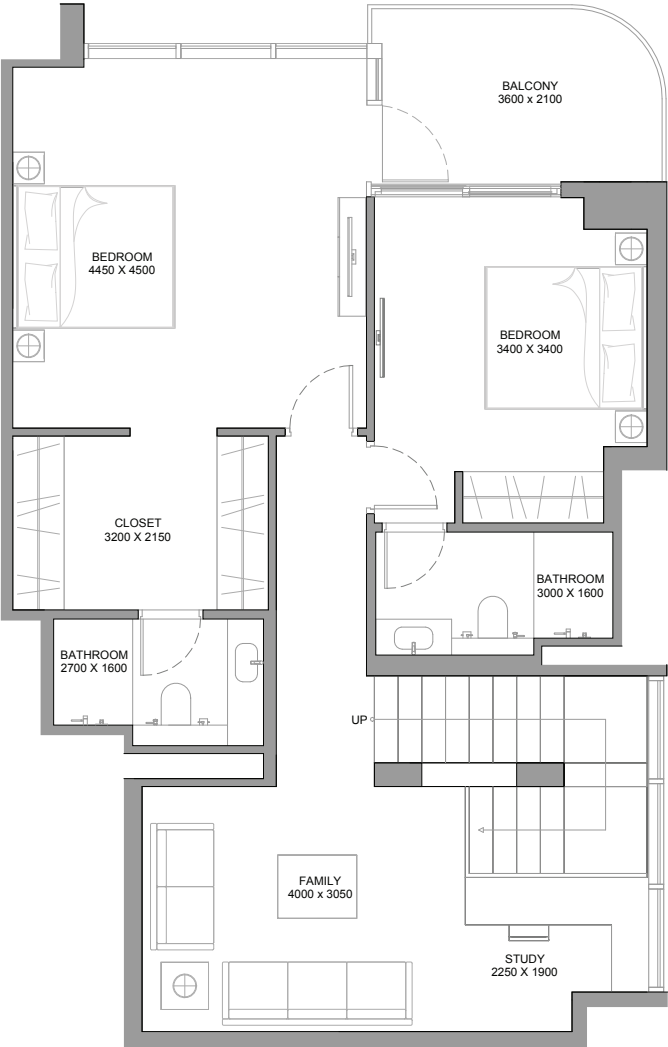 BALCONY
3600 x 2100
BEDROOM
4450 X 4500
BEDROOM
3400 X 3400
CLOSET
3200 X 2150
BATHROOM
3000 X 1600
BATHROOM
2700 X 1600
UP
FAMILY
4000 x 3050
STUDY
2250 X 1900